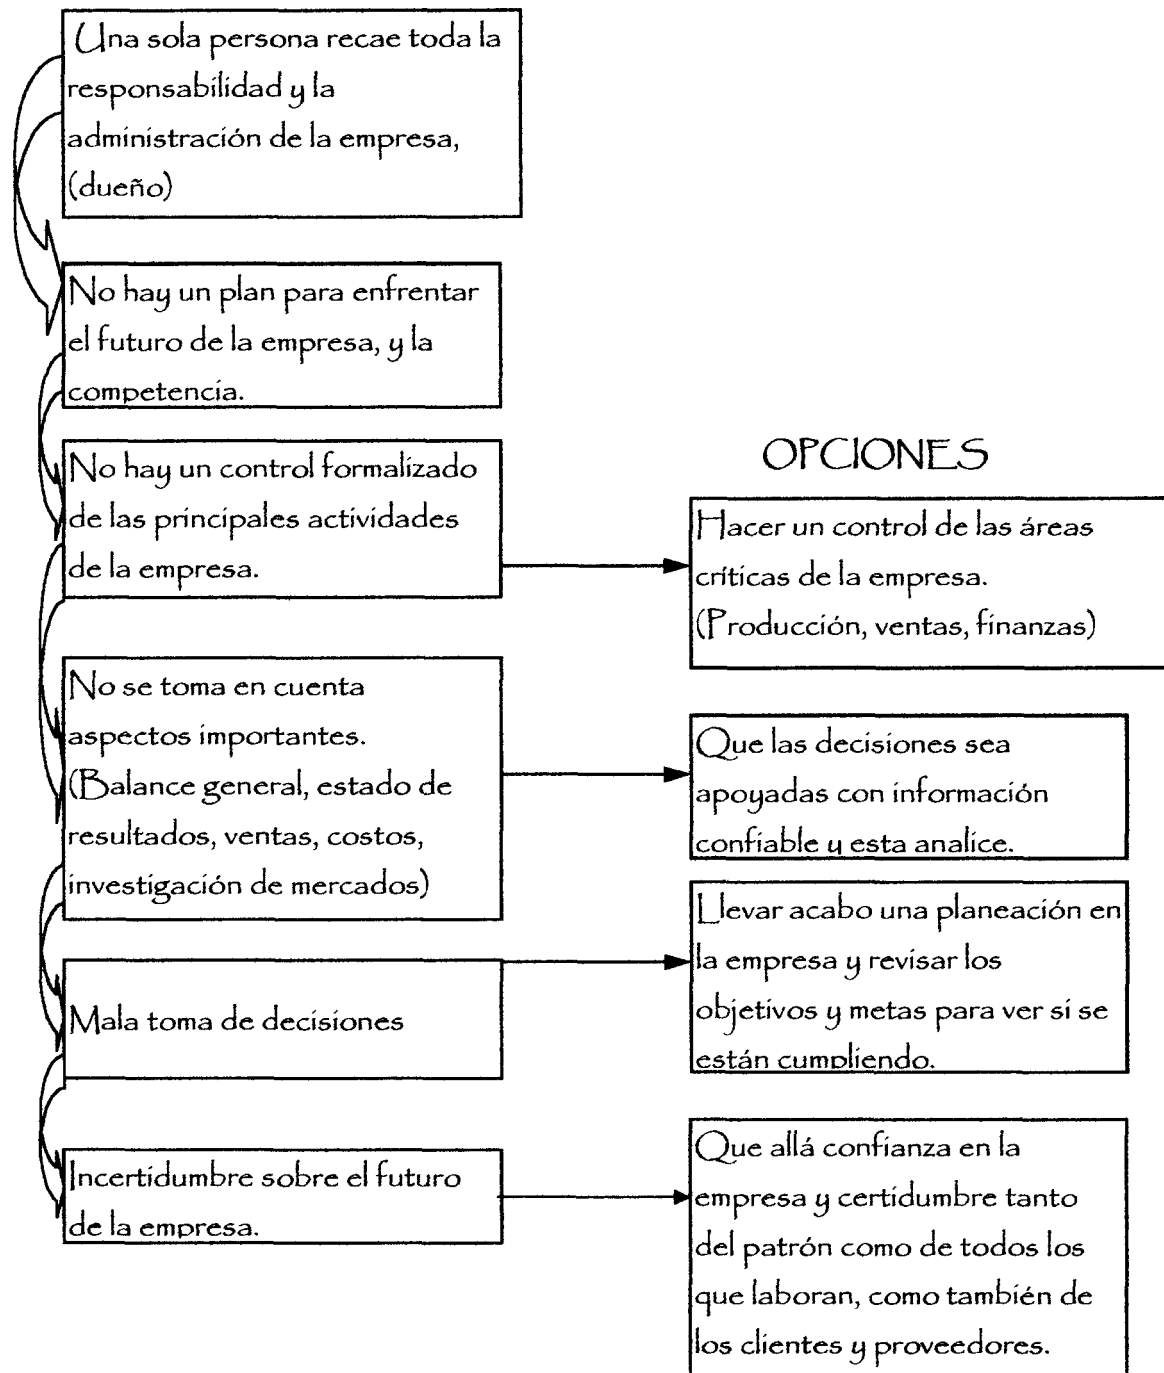 Una sola persona recae toda la
responsabilidad y la
administración de la empresa,
(dueño)
No hay un plan para enfrentar
el futuro de la empresa, y la
competencia.
No hay un control formalizado
de las principales actividades
de la empresa.
OPCIONES
Hacer un control de las áreas
críticas de la empresa.
(Producción, ventas, finanzas)
No se toma en cuenta
aspectos importantes.
(Balance general, estado de
resultados, ventas, costos,
investigación de mercados)
Que las decisiones sea
apoyadas con información
confiable y esta analice.
Mala toma de decisiones
Llevar acabo una planeación en
la empresa y revisar los
objetivos y metas para ver si se
están cumpliendo.
Incertidumbre sobre el futuro
de la empresa.
Que allá confianza en la
empresa y certidumbre tanto
del patrón como de todos los
que laboran, como también de
los clientes y proveedores.